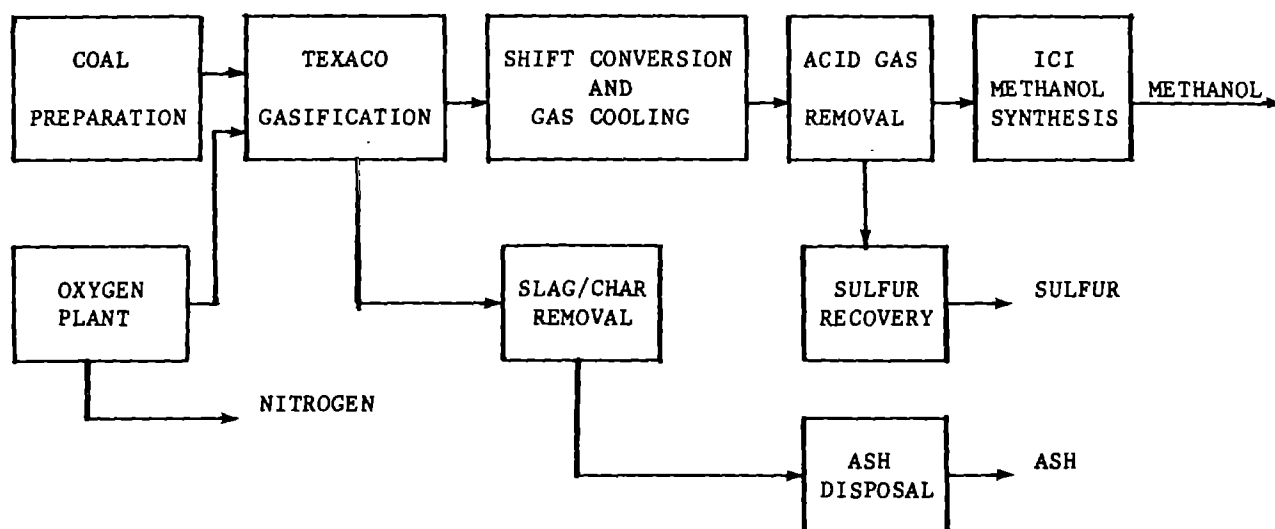 COAL
PREPARATION
TEXACO
GASIFICATION
SHIFT CONVERSION
AND
GAS COOLING
ACID GAS
REMOVAL
ICI
METHANOL
SYNTHESIS
METHANOL
OXYGEN
PLANT
SLAG/CHAR
REMOVAL
SULFUR
RECOVERY
SULFUR
NITROGEN
ASH
DISPOSAL
ASH